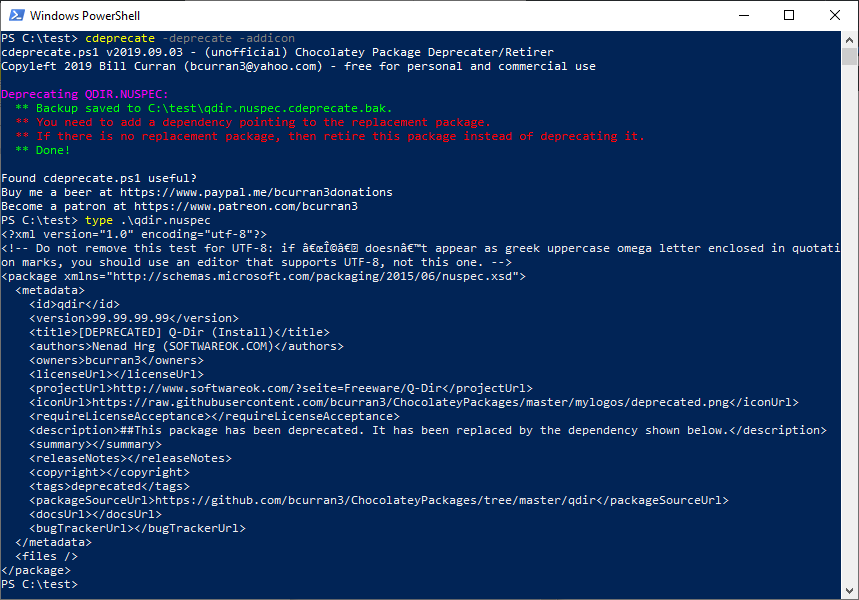 Windows PowerShell
PS C:\test> cdeprecate -deprecate -addicon
cdeprecate.ps1 v2019.09.03 - (unofficial) Chocolatey Package Deprecater/Retirer
Copyleft 2019 Bill Curran (bcurran3@yahoo.com) - free for personal and commercial use
Deprecating QDIR.NUSPEC:
  ** Backup saved to C:\test\qdir.nuspec.cdeprecate.bak.
  ** You need to add a dependency pointing to the replacement package.
  ** If there is no replacement package, then retire this package instead of deprecating it.
  ** Done!
Found cdeprecate.ps1 useful?
Buy me a beer at https://www.paypal.me/bcurran3donations
Become a patron at https://www.patreon.com/bcurran3
PS C:\test> type .\qdir.nuspec
<?xml version="1.0" encoding="utf-8"?>
<!-- Do not remove this test for UTF-8: if â€œÎ©â€ doesnâ€™t appear as greek uppercase omega letter enclosed in quotati
on marks, you should use an editor that supports UTF-8, not this one. -->
<package xmlns="http://schemas.microsoft.com/packaging/2015/06/nuspec.xsd">
  <metadata>
    <id>qdir</id>
    <version>99.99.99.99</version>
    <title>[DEPRECATED] Q-Dir (Install)</title>
    <authors>Nenad Hrg (SOFTWAREOK.COM)</authors>
    <owners>bcurran3</owners>
    <licenseUrl></licenseUrl>
    <projectUrl>http://www.softwareok.com/?seite=Freeware/Q-Dir</projectUrl>
    <iconUrl>https://raw.githubusercontent.com/bcurran3/ChocolateyPackages/master/mylogos/deprecated.png</iconUrl>
    <requireLicenseAcceptance></requireLicenseAcceptance>
    <description>##This package has been deprecated. It has been replaced by the dependency shown below.</description>
    <summary></summary>
    <releaseNotes></releaseNotes>
    <copyright></copyright>
    <tags>deprecated</tags>
    <packageSourceUrl>https://github.com/bcurran3/ChocolateyPackages/tree/master/qdir</packageSourceUrl>
    <docsUrl></docsUrl>
    <bugTrackerUrl></bugTrackerUrl>
  </metadata>
  <files />
</package>
PS C:\test>